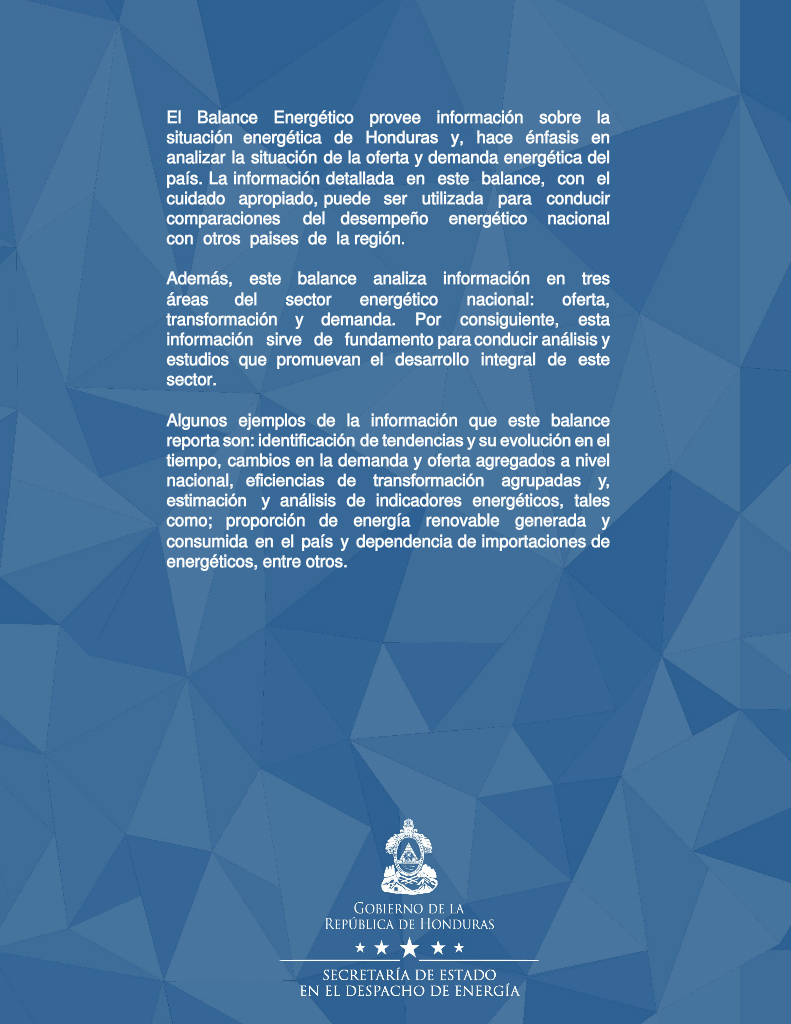 El Balance Energético provee información sobre la
situación energética de Honduras y, hace énfasis en
analizar la situación de la oferta y demanda energética del
país. La información detallada en este balance, con el
cuidado apropiado, puede ser utilizada para conducir
comparaciones del desempeño energético nacional
con otros paises de la región.
Además, este balance analiza información en tres
áreas del sector energético nacional: oferta,
transformación y demanda. Por consiguiente, esta
información sirve de fundamento para conducir análisis y
estudios que promuevan el desarrollo integral de este
sector.
Algunos ejemplos de la información que este balance
reporta son: identificación de tendencias y su evolución en el
tiempo, cambios en la demanda y oferta agregados a nivel
nacional, eficiencias de transformación agrupadas y,
estimación y análisis de indicadores energéticos, tales
como; proporción de energía renovable generada y
consumida en el país y dependencia de importaciones de
energéticos, entre otros.
GOBIERNO DE LA
REPÚBLICA DE HONDURAS
SECRETARÍA DE ESTADO
EN EL DESPACHO DE ENERGÍA